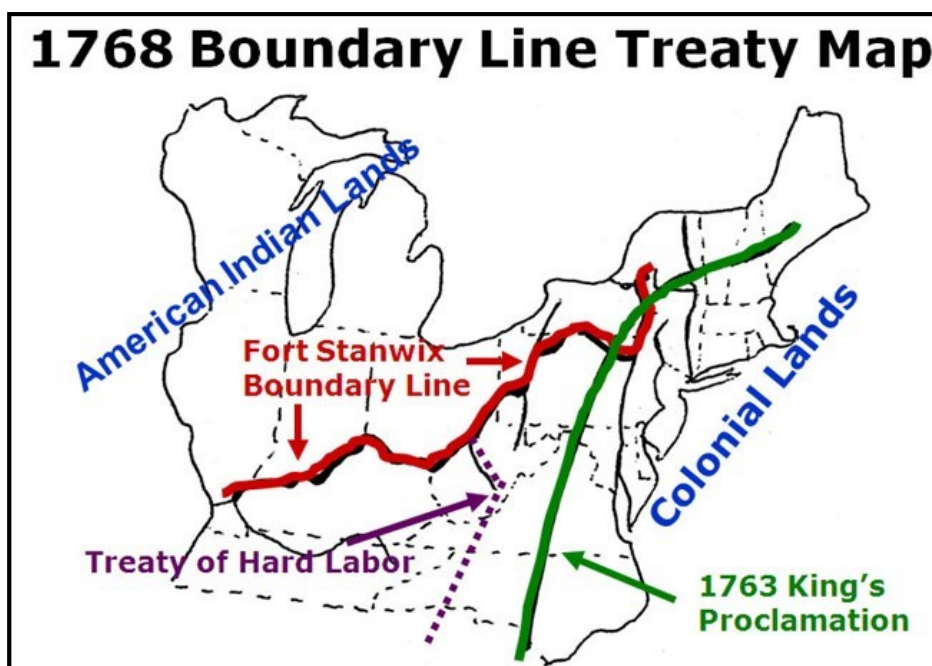 1768 Boundary Line Treaty Map
American Indian Lands
Fort Stanwix
Boundary Line
Colonial Lands
Treaty of Hard Labor
1763 King's
Proclamation